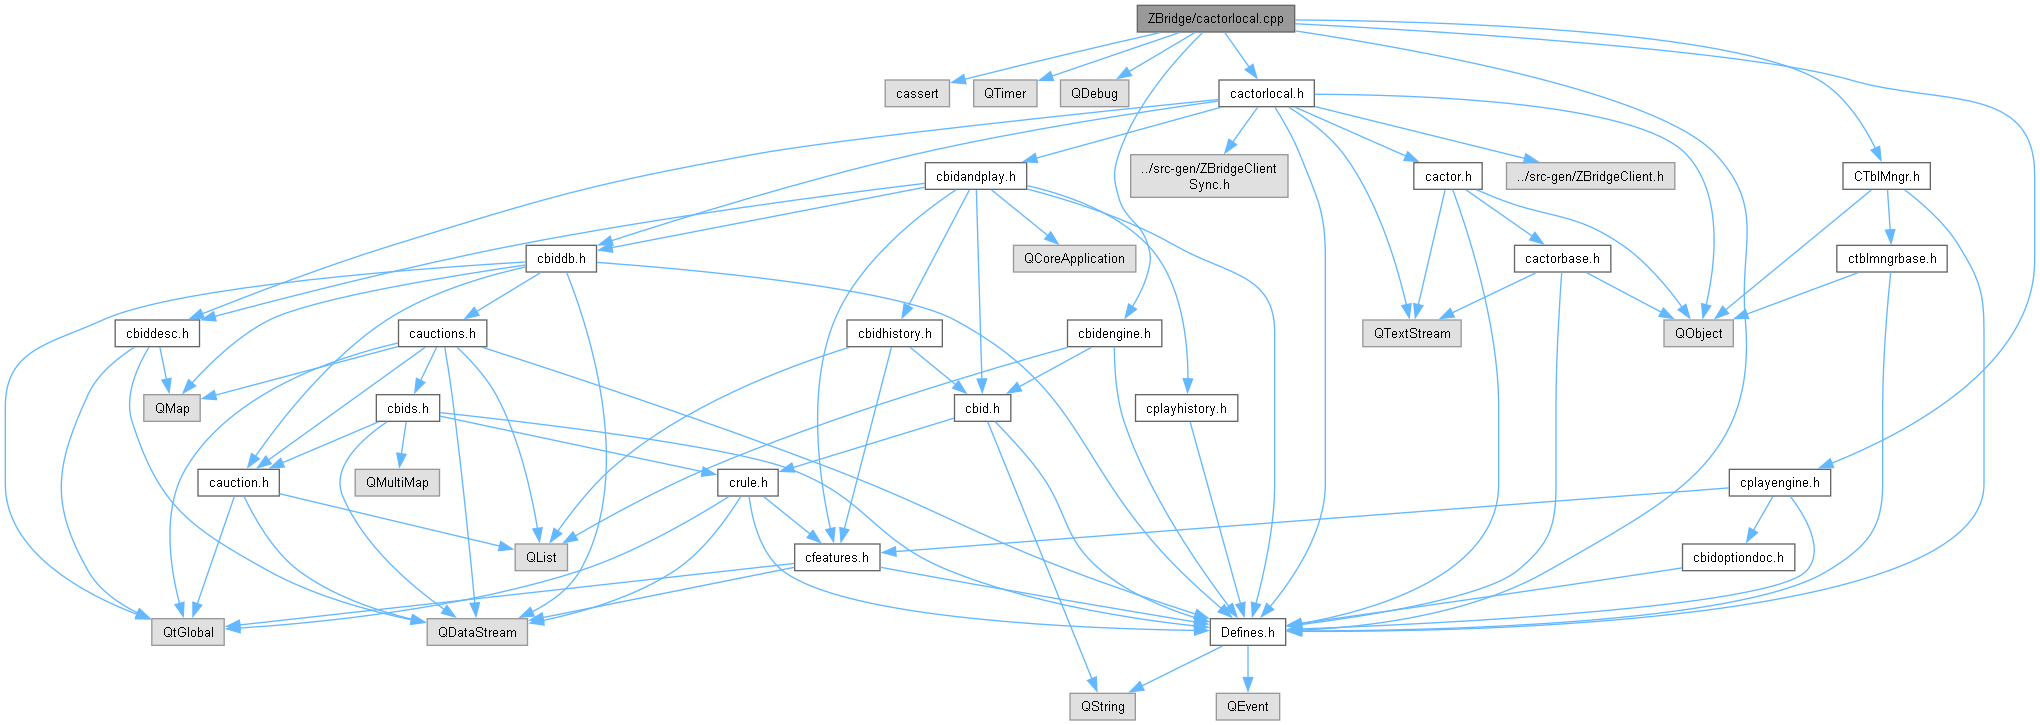 ZBridge/cactorlocal.cpp
cassert
QTimer
QDebug
cactorlocal.h
cbidandplay.h
../src-gen/ZBridgeClient
Sync.h
cactor.h
../src-gen/ZBridgeClient.h
CTblMngr.h
cbiddb.h
QCoreApplication
cactorbase.h
ctblmngrbase.h
cbiddesc.h
cauctions.h
cbidhistory.h
cbidengine.h
QTextStream
QObject
QMap
cbids.h
cbid.h
cplayhistory.h
cauction.h
QMultiMap
crule.h
cplayengine.h
QList
cfeatures.h
cbidoptiondoc.h
QtGlobal
QDataStream
Defines.h
QString
QEvent